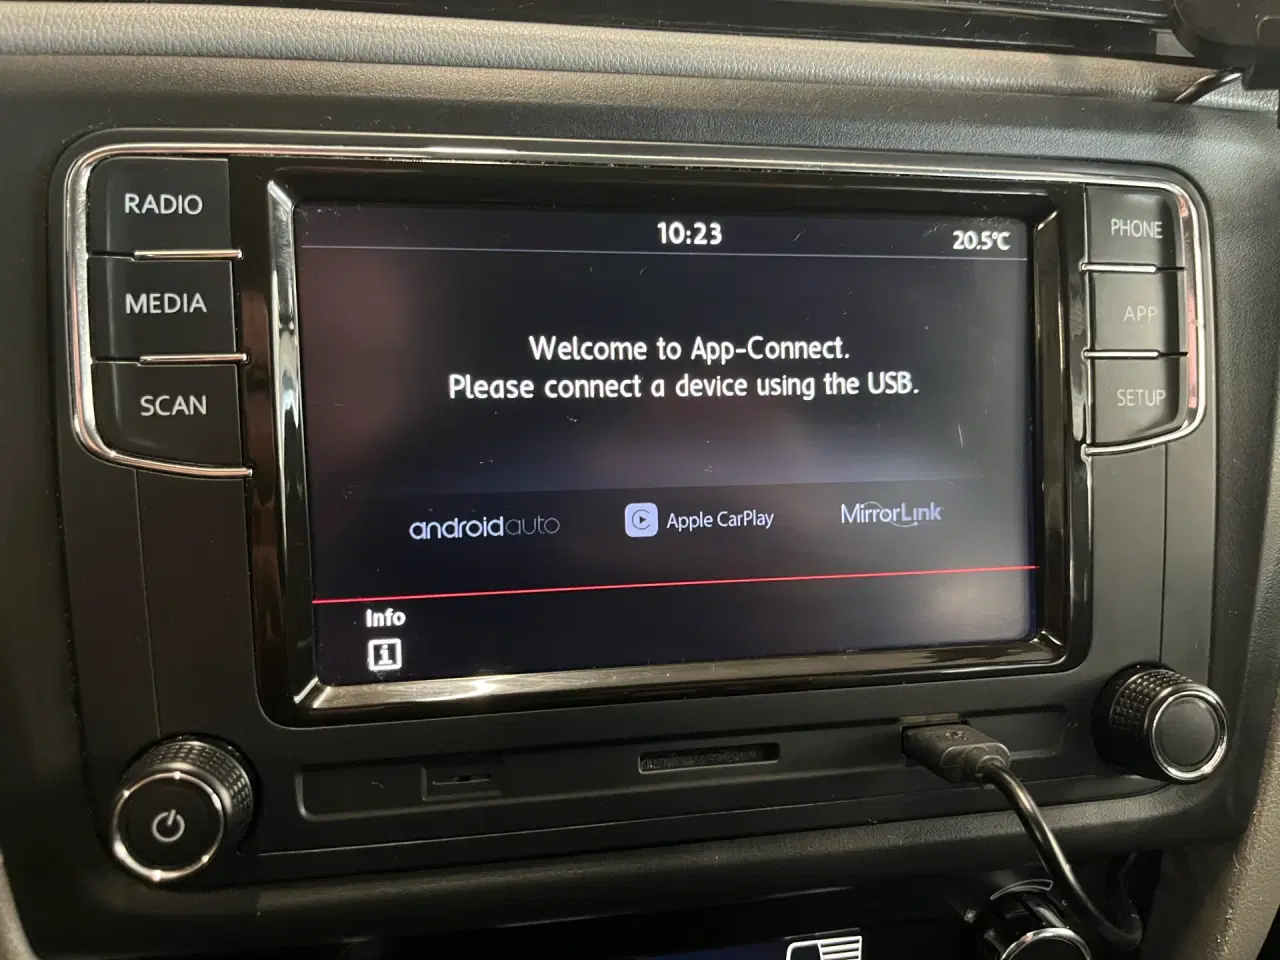 RADIO
MEDIA
SCAN
10:23
20.5°C
Welcome to App-Connect.
Please connect a device using the USB.
androidauto
Apple CarPlay
MirrorLink
Info
i
PHONE
APP
SETUP